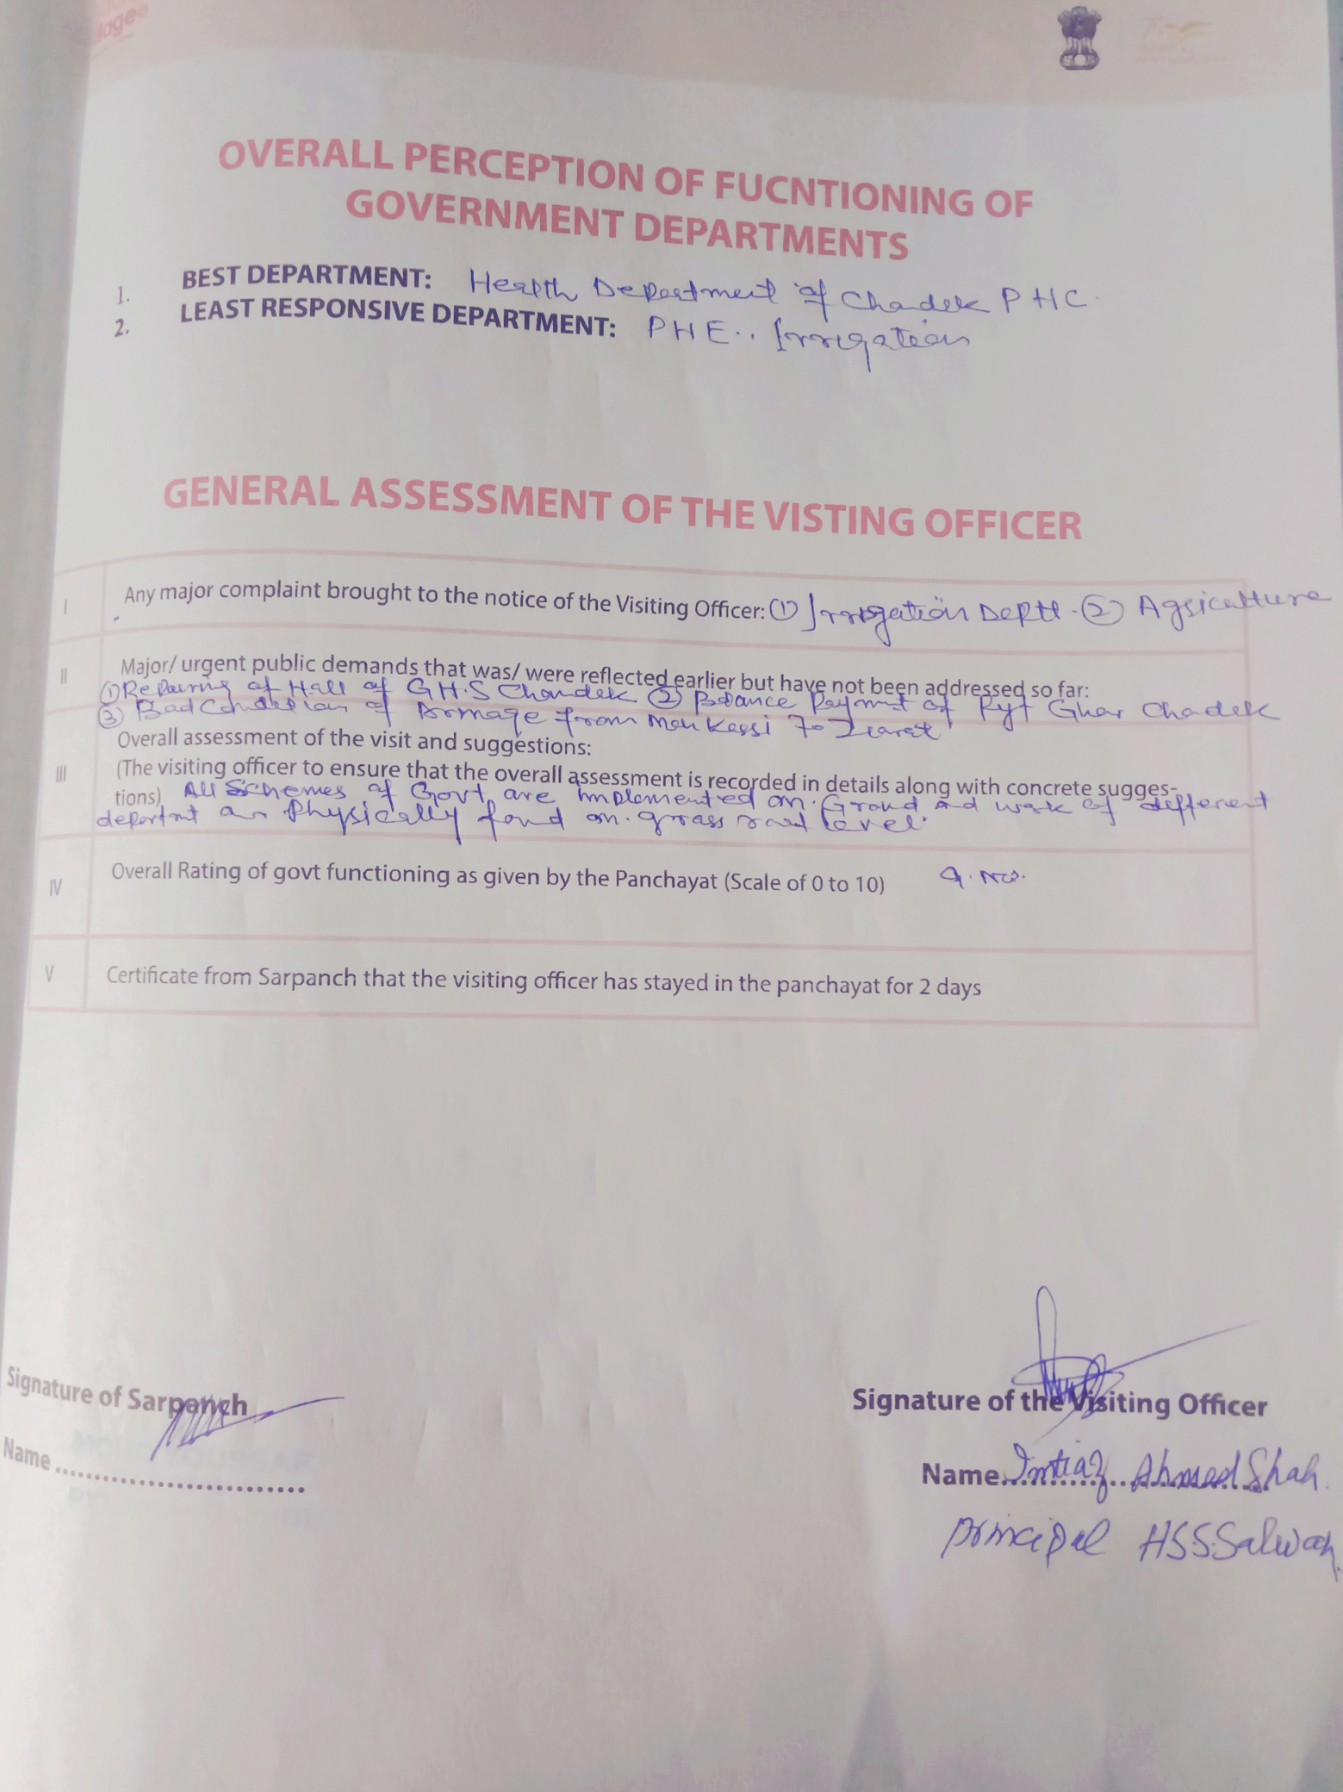 lage
OVERALL PERCEPTION OF FUCNTIONING OF
GOVERNMENT DEPARTMENTS
1. BEST DEPARTMENT: Health Department of Chadek PHC.
2. LEAST RESPONSIVE DEPARTMENT: PHE.. Irrigation
GENERAL ASSESSMENT OF THE VISTING OFFICER
I Any major complaint brought to the notice of the Visiting Officer: ① Irrigation Deptt. ② Agriculture
II Major/ urgent public demands that was/ were reflected earlier but have not been addressed so far:
① Repairing of Hall of G.H.S Chandek ② Balance Payment of Pyt Ghar Chadek
③ Bad Condition of from to Ziarat
Overall assessment of the visit and suggestions:
III (The visiting officer to ensure that the overall assessment is recorded in details along with concrete sugges-
tions) All Schemes of Govt are implemented on Ground and work of different
on grass root level.
IV Overall Rating of govt functioning as given by the Panchayat (Scale of 0 to 10) 9.
V Certificate from Sarpanch that the visiting officer has stayed in the panchayat for 2 days
Signature of Sarpanch
Name
Signature of the Visiting Officer
Name Imtiaz Ahmed Shah.
Principal HSS Salwah.